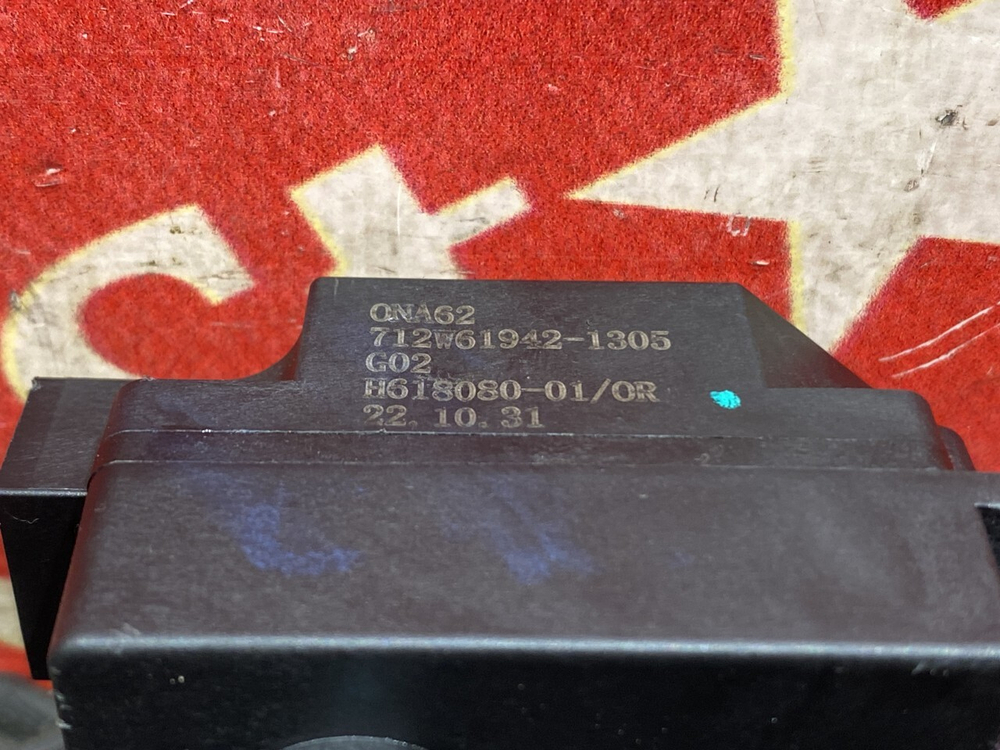 QNA62
712W61942-1305
G02
H618080-01/OR
22.10.31